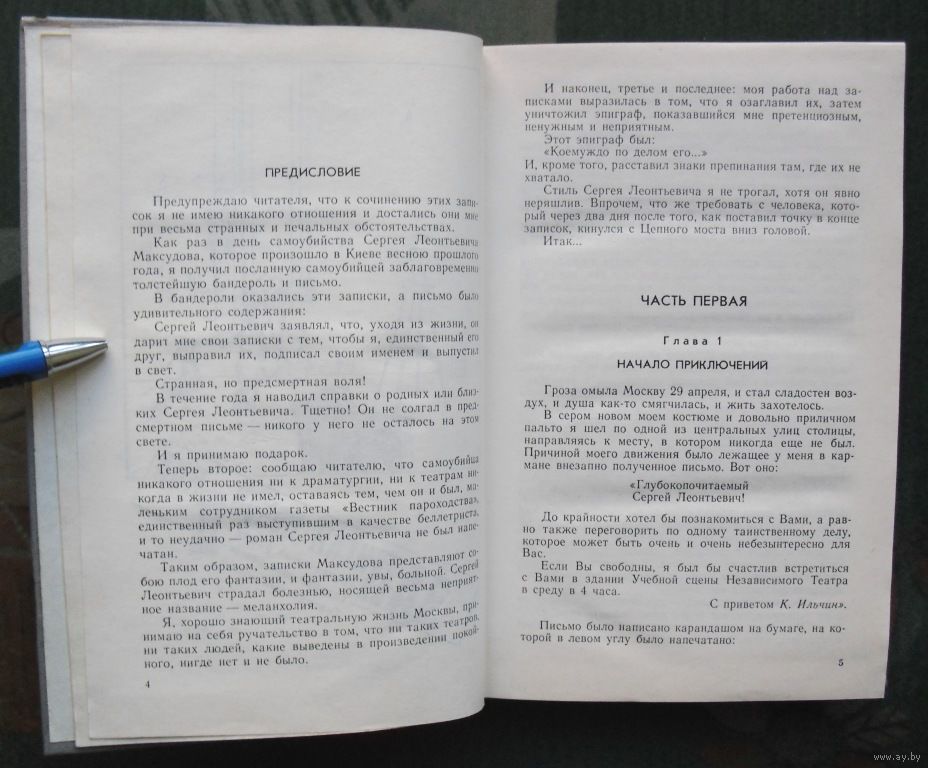 ПРЕДИСЛОВИЕ
Предупреждаю читателя, что к сочинению этих запи-
сок я не имею никакого отношения и достались они мне
при весьма странных и печальных обстоятельствах.
Как раз в день самоубийства Сергея Леонтьевича
Максудова, которое произошло в Киеве весною прошлого
года, я получил посланную самоубийцей заблаговременно
толстейшую бандероль и письмо.
В бандероли оказались эти записки, а письмо было
удивительного содержания:
Сергей Леонтьевич заявлял, что, уходя из жизни, он
дарит мне свои записки с тем, чтобы я, единственный его
друг, выправил их, подписал своим именем и выпустил
в свет.
Странная, но предсмертная воля!
В течение года я наводил справки о родных или близ-
ких Сергея Леонтьевича. Тщетно! Он не солгал в пред-
смертном письме — никого у него не осталось на этом
свете.
И я принимаю подарок.
Теперь второе: сообщаю читателю, что самоубийца
никакого отношения ни к драматургии, ни к театрам ни-
когда в жизни не имел, оставаясь тем, чем он и был, ма-
леньким сотрудником газеты «Вестник пароходства»,
единственный раз выступившим в качестве беллетриста,
и то неудачно — роман Сергея Леонтьевича не был напе-
чатан.
Таким образом, записки Максудова представляют со-
бою плод его фантазии, и фантазии, увы, больной. Сергей
Леонтьевич страдал болезнью, носящей весьма неприят-
ное название — меланхолия.
Я, хорошо знающий театральную жизнь Москвы, при-
нимаю на себя ручательство в том, что ни таких театров,
ни таких людей, какие выведены в произведении покой-
ного, нигде нет и не было.
4
И наконец, третье и последнее: моя работа над за-
писками выразилась в том, что я озаглавил их, затем
уничтожил эпиграф, показавшийся мне претенциозным,
ненужным и неприятным.
Этот эпиграф был:
«Коемуждо по делом его...»
И, кроме того, расставил знаки препинания там, где их не
хватало.
Стиль Сергея Леонтьевича я не трогал, хотя он явно
неряшлив. Впрочем, что же требовать с человека, кото-
рый через два дня после того, как поставил точку в конце
записок, кинулся с Цепного моста вниз головой.
Итак...
ЧАСТЬ ПЕРВАЯ
Глава 1
НАЧАЛО ПРИКЛЮЧЕНИЙ
Гроза омыла Москву 29 апреля, и стал сладостен воз-
дух, и душа как-то смягчилась, и жить захотелось.
В сером новом моем костюме и довольно приличном
пальто я шел по одной из центральных улиц столицы,
направляясь к месту, в котором никогда еще не был.
Причиной моего движения было лежащее у меня в кар-
мане внезапно полученное письмо. Вот оно:
«Глубокопочитаемый
Сергей Леонтьевич!
До крайности хотел бы познакомиться с Вами, а рав-
но также переговорить по одному таинственному делу,
которое может быть очень и очень небезынтересно для
Вас.
Если Вы свободны, я был бы счастлив встретиться
с Вами в здании Учебной сцены Независимого Театра
в среду в 4 часа.
С приветом К. Ильчин».
Письмо было написано карандашом на бумаге, на ко-
торой в левом углу было напечатано:
5
www.ay.by